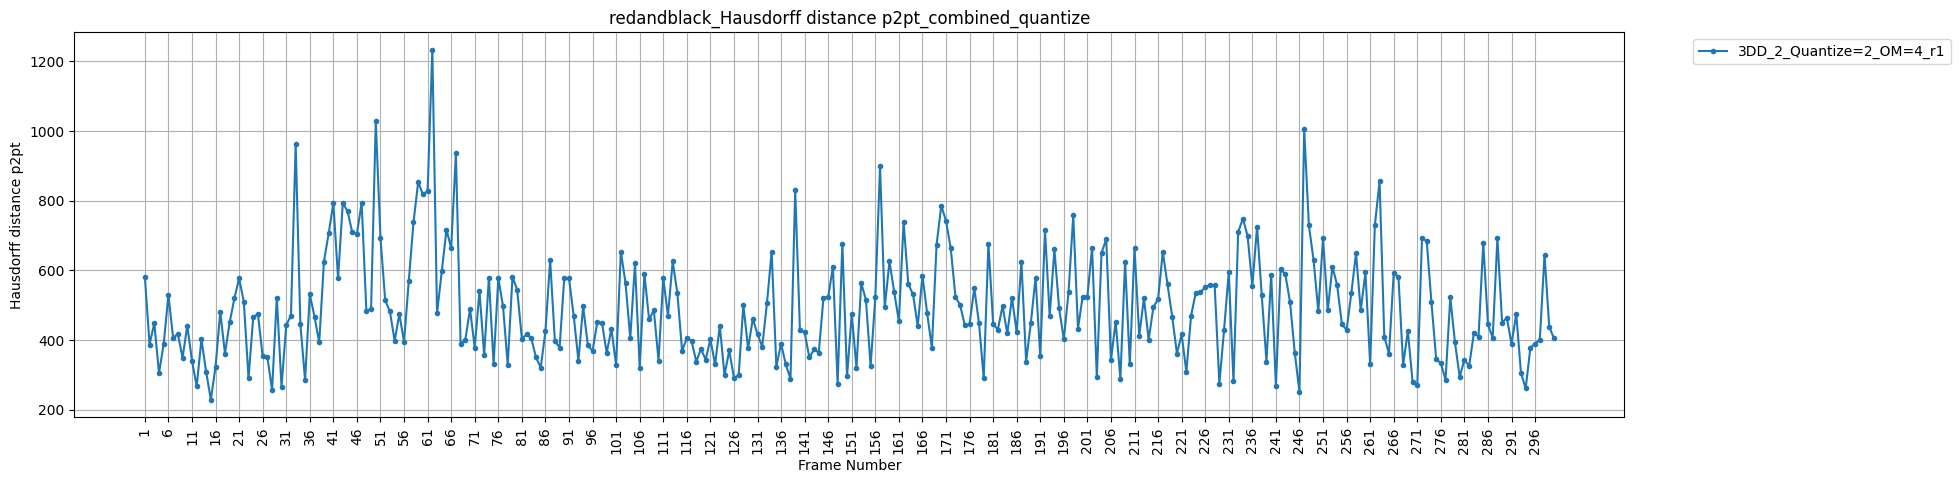 redandblack_Hausdorff distance p2pt_combined_quantize
3DD_2_Quantize=2_OM=4_r1
Hausdorff distance p2pt
1200
1000
800
600
400
200
1 6 11 16 21 26 31 36 41 46 51 56 61 66 71 76 81 86 91 96 101 106 111 116 121 126 131 136 141 146 151 156 161 166 171 176 181 186 191 196 201 206 211 216 221 226 231 236 241 246 251 256 261 266 271 276 281 286 291 296
Frame Number